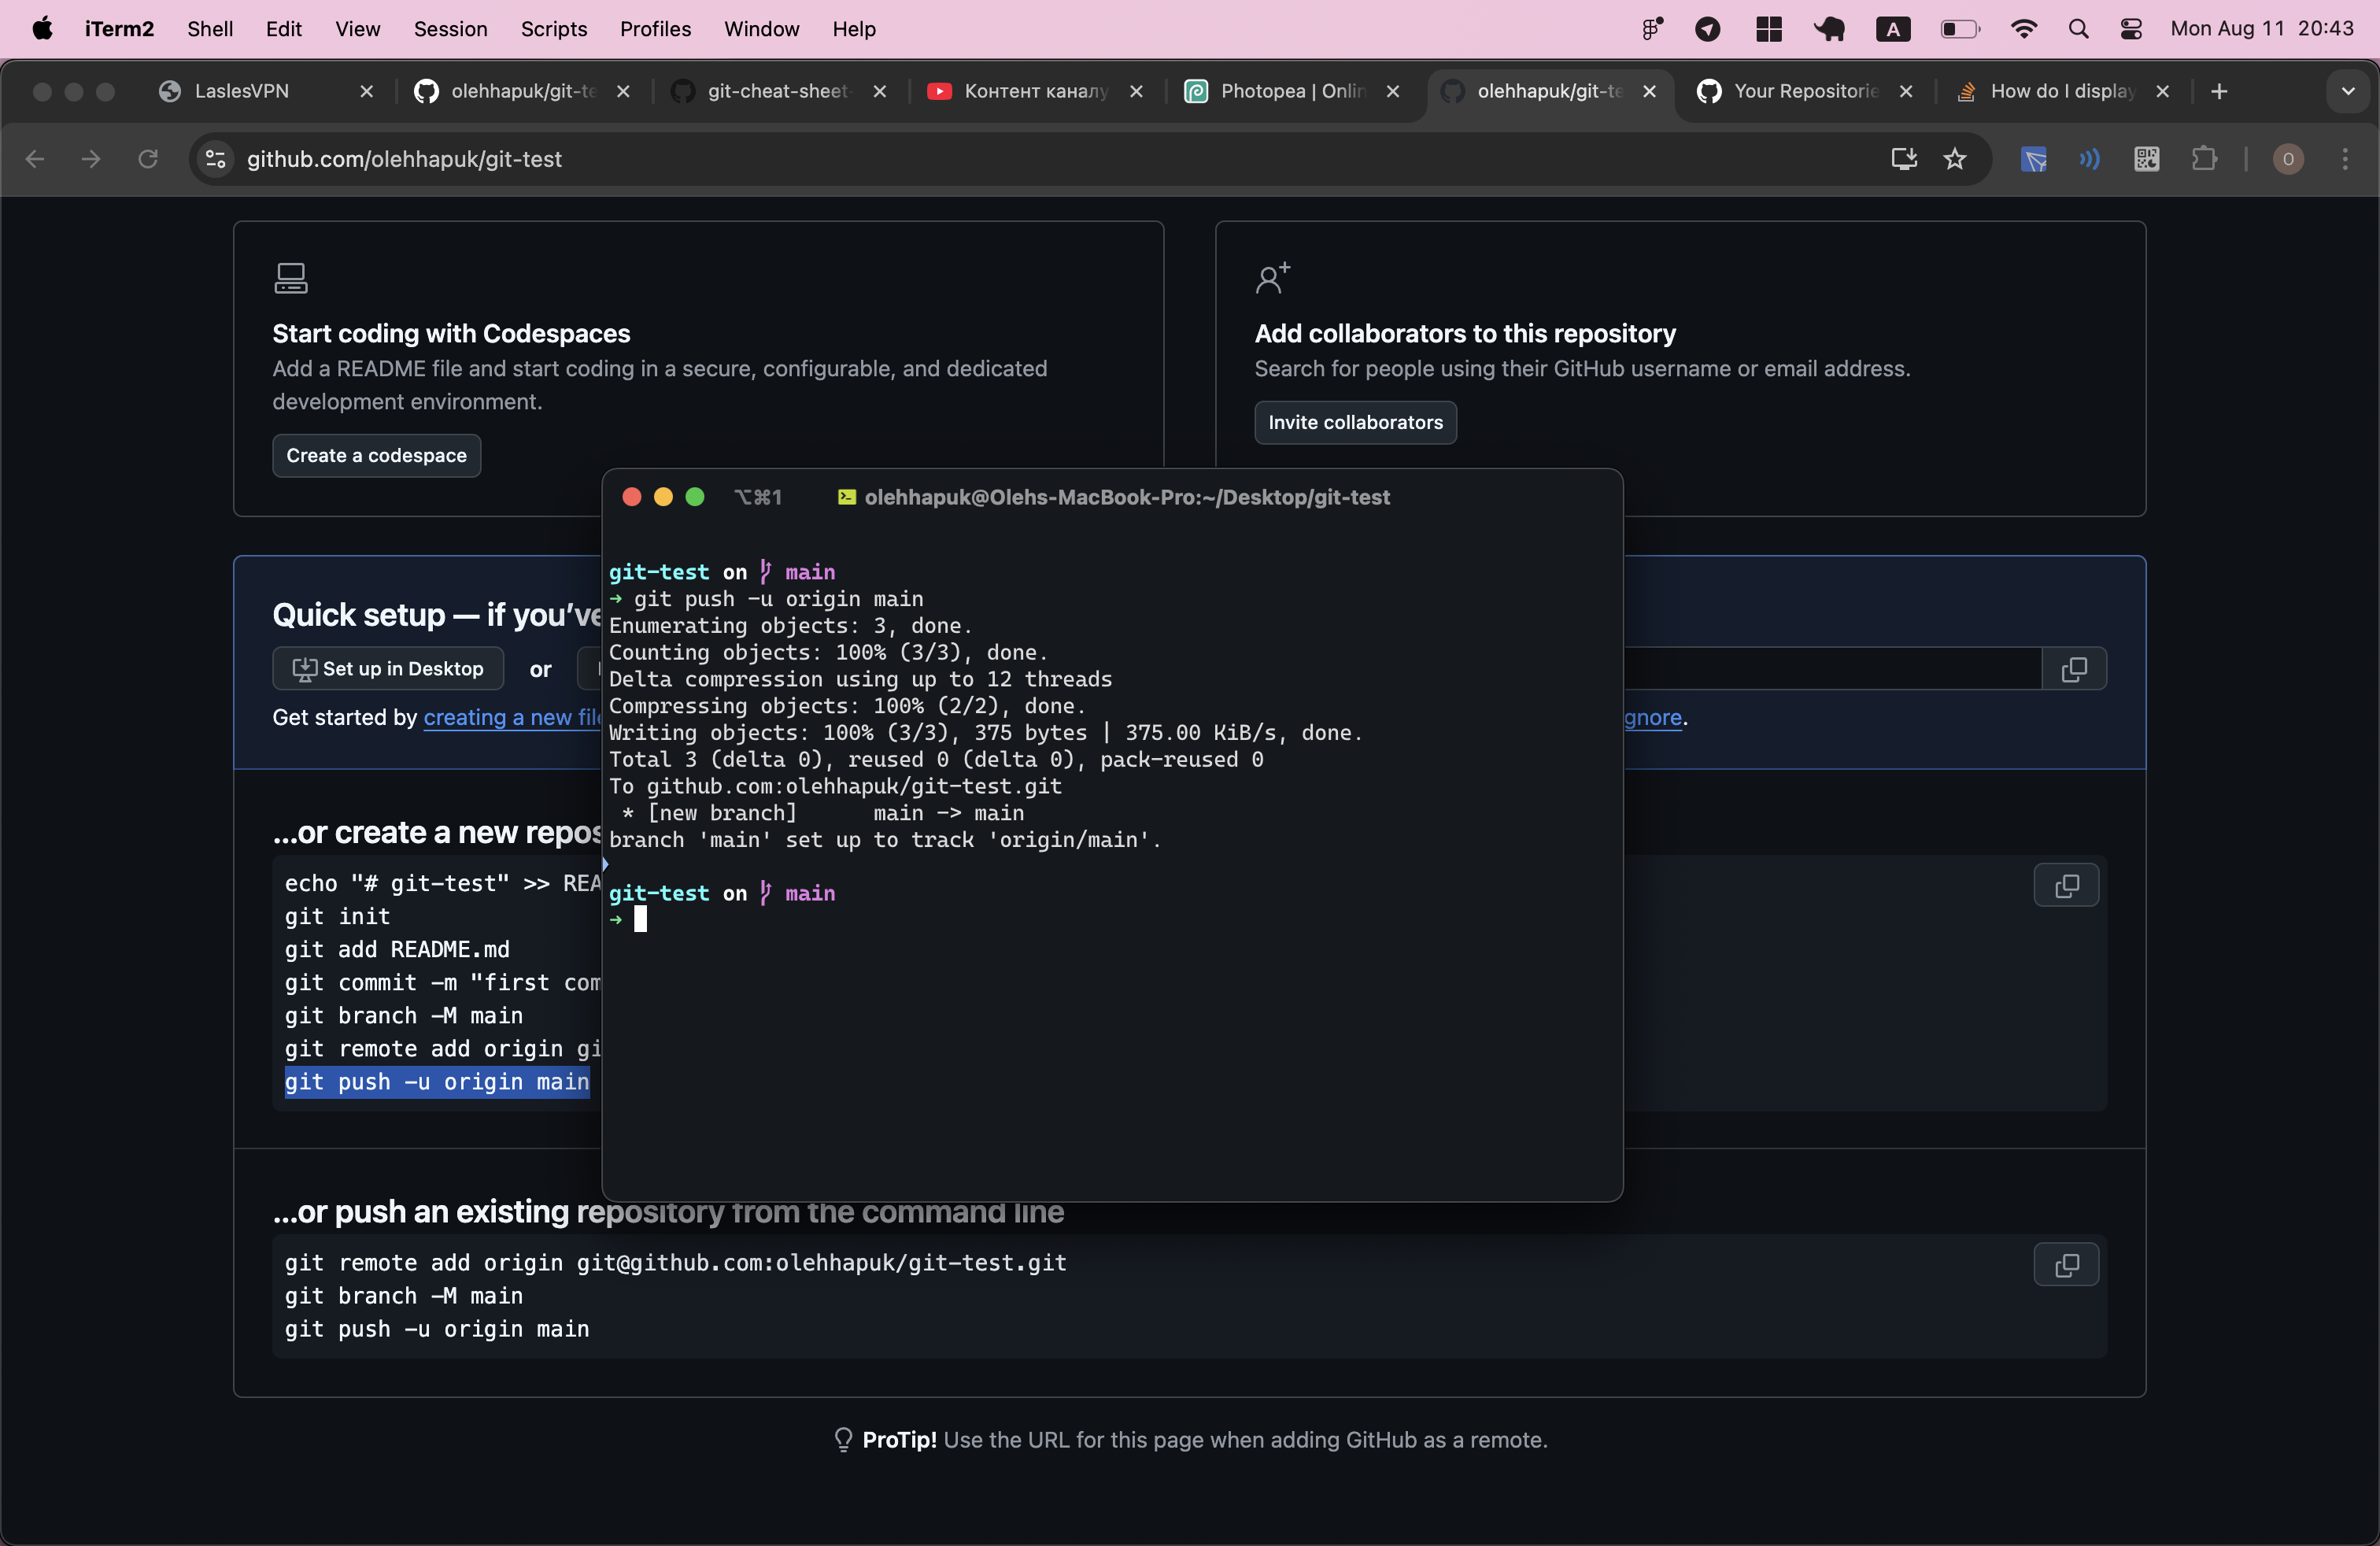 iTerm2 Shell Edit View Session Scripts Profiles Window Help A Mon Aug 11 20:43
LaslesVPN olehhapuk/git-te git-cheat-sheet- Контент каналу Photopea | Onlin olehhapuk/git-te Your Repositorie How do I display
github.com/olehhapuk/git-test O
Start coding with Codespaces
Add a README file and start coding in a secure, configurable, and dedicated
development environment.
Create a codespace
Add collaborators to this repository
Search for people using their GitHub username or email address.
Invite collaborators
Quick setup — if you’ve
Set up in Desktop or
Get started by creating a new file
gnore.
...or create a new repos
echo "# git-test" >> REA
git init
git add README.md
git commit -m "first com
git branch -M main
git remote add origin gi
git push -u origin main
⌥⌘1 olehhapuk@Olehs-MacBook-Pro:~/Desktop/git-test
git-test on main
➜ git push -u origin main
Enumerating objects: 3, done.
Counting objects: 100% (3/3), done.
Delta compression using up to 12 threads
Compressing objects: 100% (2/2), done.
Writing objects: 100% (3/3), 375 bytes | 375.00 KiB/s, done.
Total 3 (delta 0), reused 0 (delta 0), pack-reused 0
To github.com:olehhapuk/git-test.git
 * [new branch]      main -> main
branch 'main' set up to track 'origin/main'.
git-test on main
➜
...or push an existing repository from the command line
git remote add origin git@github.com:olehhapuk/git-test.git
git branch -M main
git push -u origin main
ProTip! Use the URL for this page when adding GitHub as a remote.